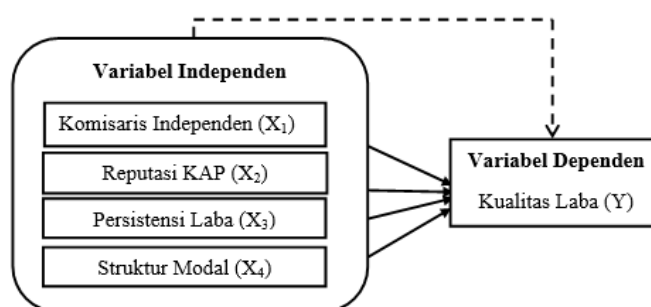 Variabel Independen
Komisaris Independen (X₁)
Reputasi KAP (X₂)
Persistensi Laba (X₃)
Struktur Modal (X₄)
Variabel Dependen
Kualitas Laba (Y)